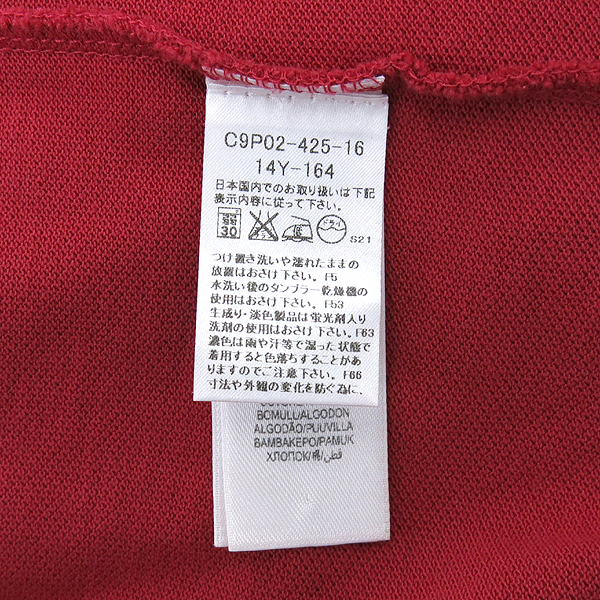 C9P02-425-16
14Y-164
日本国内でのお取り扱いは下記
表示内容に従って下さい。
30 低 ドライ S21
つけ置き洗いや濡れたままの
放置はおさけ下さい。F5
水洗い後のタンブラー乾燥機の
使用はおさけ下さい。F53
生成り・淡色製品は蛍光剤入り
洗剤の使用はおさけ下さい。F63
濃色は雨や汗等で湿った状態で
着用すると色落ちすることがあ
りますのでご注意下さい。F66
寸法や外観の変化を防ぐ為に、
BOMULL/ALGODON
ALGODÃO/PUUVILLA
ΒΑΜΒΑΚΕΡΟ/PAMUK
ХЛОПОК/棉/قطن